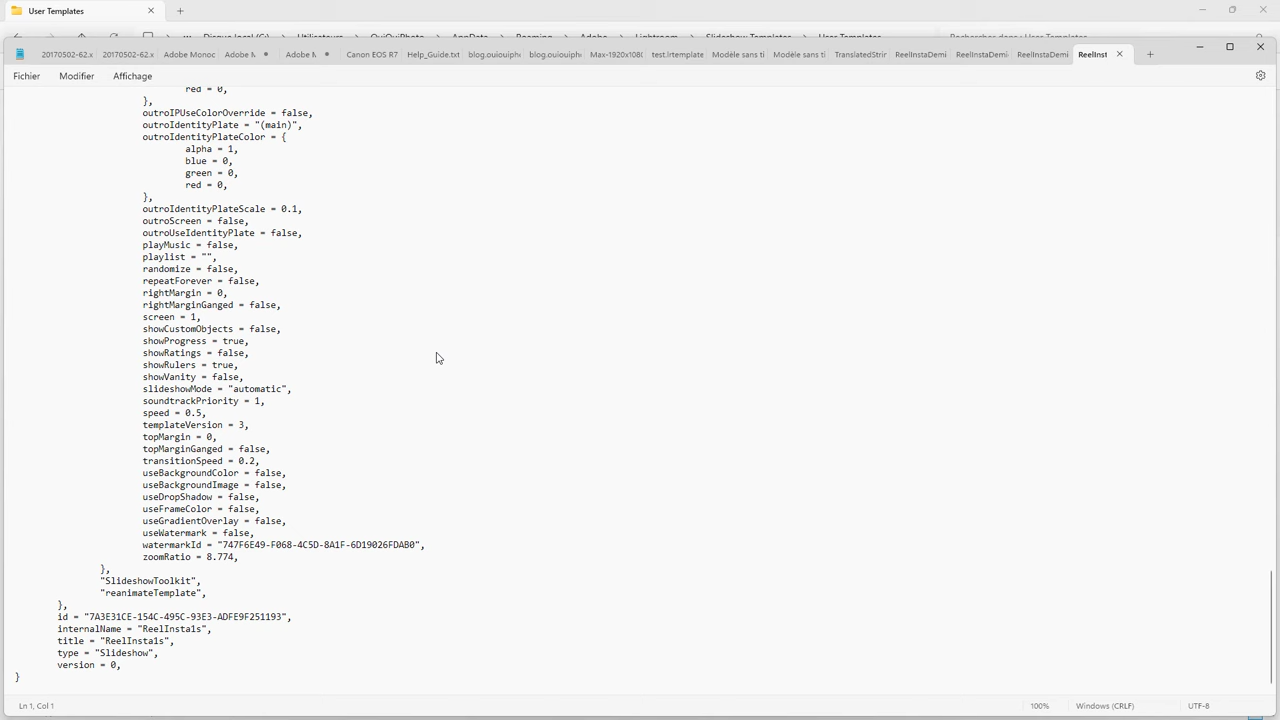 User Templates
20170502-62.x 20170502-62.x Adobe Monoc Adobe M Adobe M Canon EOS R7 Help_Guide.txt blog.ouiouiph blog.ouiouiph Max-1920x1080 test.lrtemplate Modèle sans ti Modèle sans ti TranslatedStrir ReelInstaDemi ReelInstaDemi ReelInstaDemi ReelInst
Fichier Modifier Affichage
red = 0,
},
outroIPUseColorOverride = false,
outroIdentityPlate = "(main)",
outroIdentityPlateColor = {
alpha = 1,
blue = 0,
green = 0,
red = 0,
},
outroIdentityPlateScale = 0.1,
outroScreen = false,
outroUseIdentityPlate = false,
playMusic = false,
playlist = "",
randomize = false,
repeatForever = false,
rightMargin = 0,
rightMarginGanged = false,
screen = 1,
showCustomObjects = false,
showProgress = true,
showRatings = false,
showRulers = true,
showVanity = false,
slideshowMode = "automatic",
soundtrackPriority = 1,
speed = 0.5,
templateVersion = 3,
topMargin = 0,
topMarginGanged = false,
transitionSpeed = 0.2,
useBackgroundColor = false,
useBackgroundImage = false,
useDropShadow = false,
useFrameColor = false,
useGradientOverlay = false,
useWatermark = false,
watermarkId = "747F6E49-F068-4C5D-8A1F-6D19026FDAB0",
zoomRatio = 8.774,
},
"SlideshowToolkit",
"reanimateTemplate",
},
id = "7A3E31CE-154C-495C-93E3-ADFE9F251193",
internalName = "ReelInsta1s",
title = "ReelInsta1s",
type = "Slideshow",
version = 0,
}
Ln 1, Col 1 100% Windows (CRLF) UTF-8